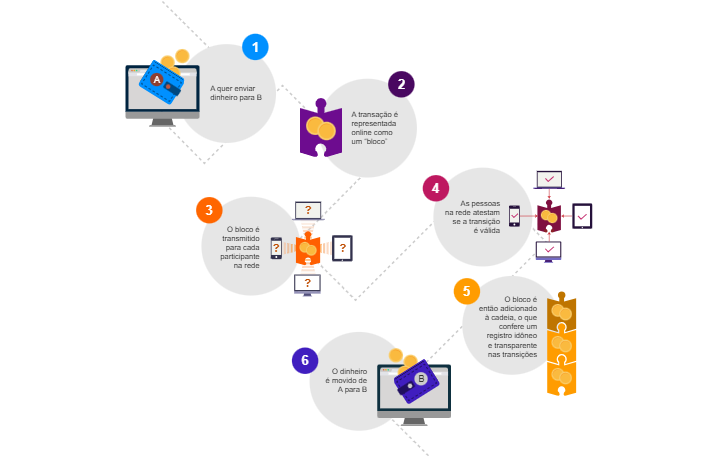 1
A
A quer enviar
dinheiro para B
2
A transação é
representada
online como
um "bloco"
3
O bloco é
transmitido
para cada
participante
na rede
?
?
?
?
4
As pessoas
na rede atestam
se a transição
é válida
5
O bloco é
então adicionado
à cadeia, o que
confere um
registro idôneo
e transparente
nas transições
6
O dinheiro
é movido de
A para B
B